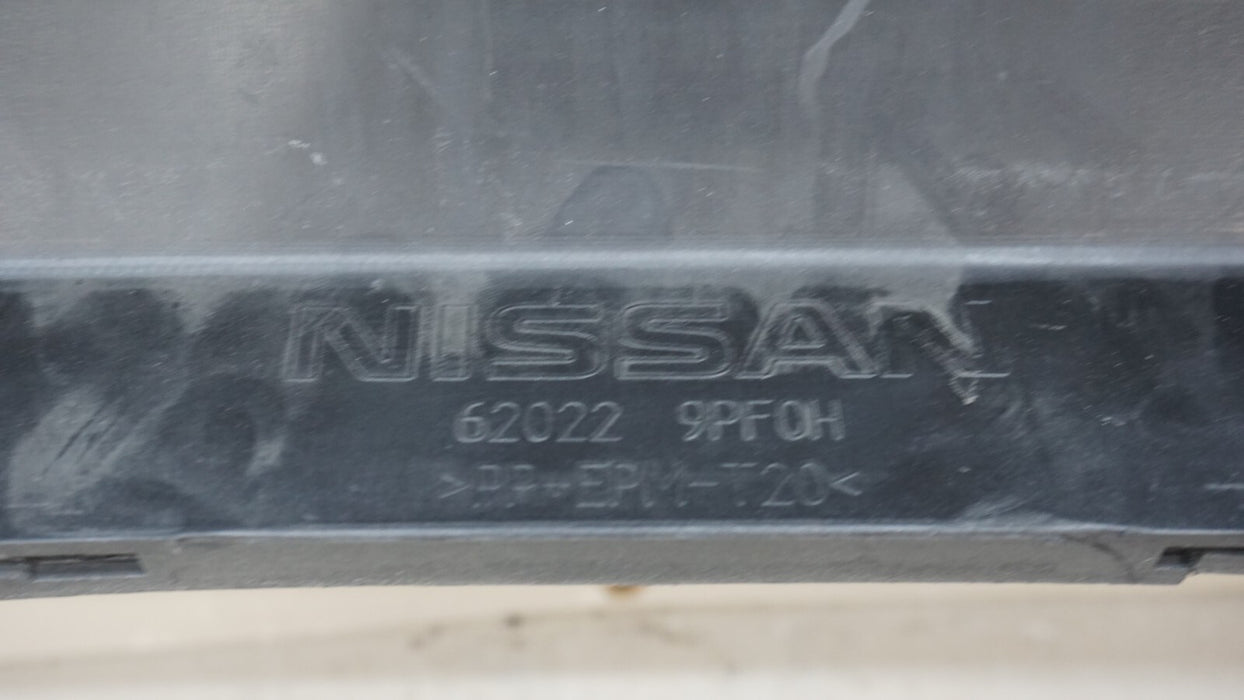 NISSAN
62022 9PF0H
>PP+EPM-T20<